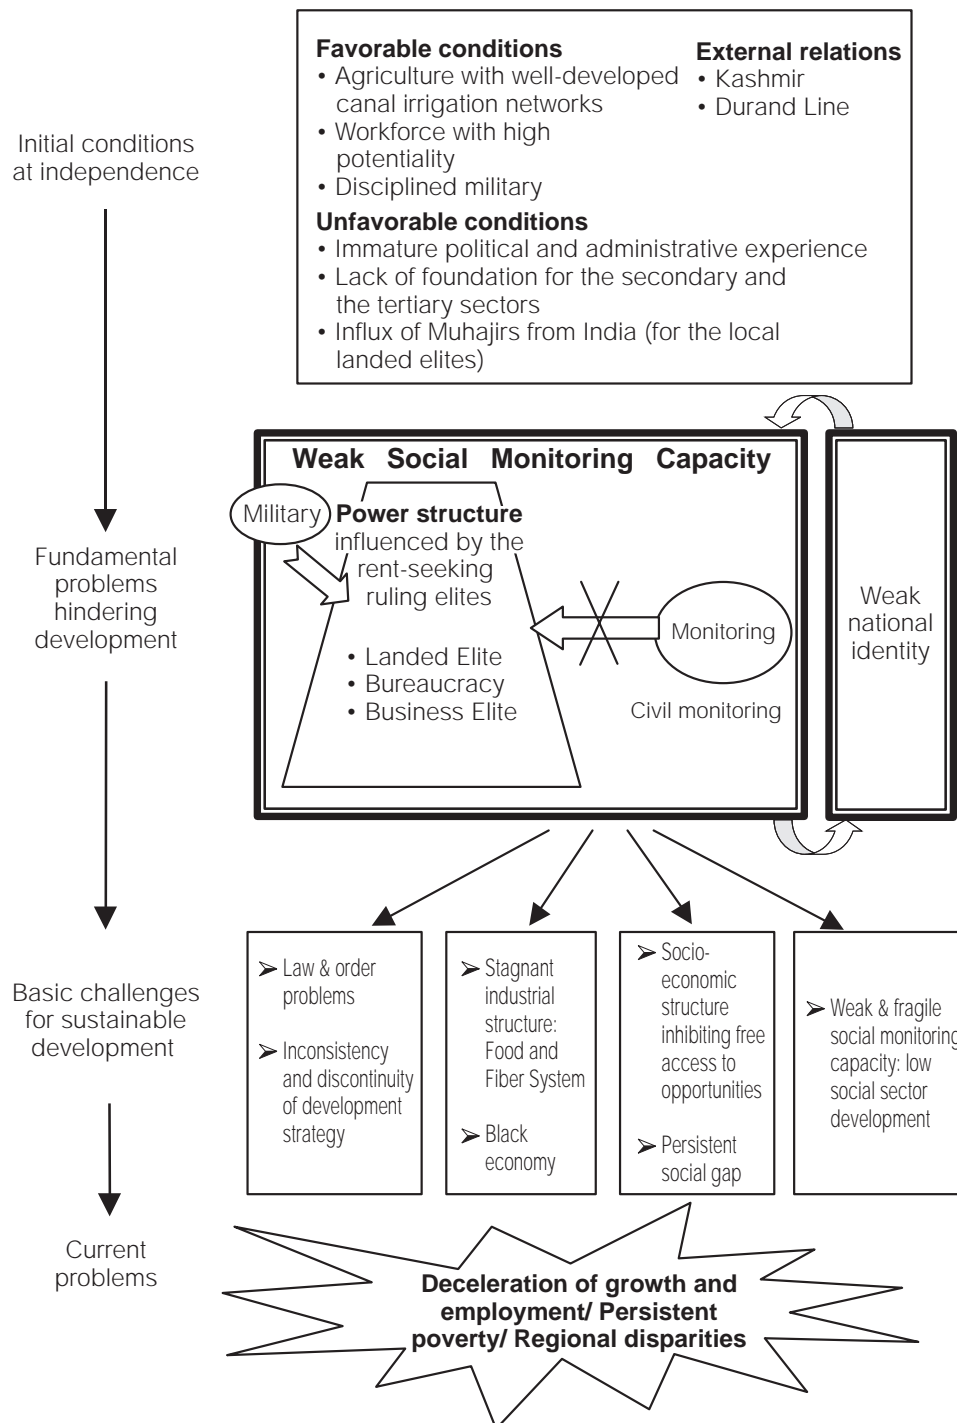 Initial conditions
at independence
Favorable conditions
• Agriculture with well-developed
canal irrigation networks
• Workforce with high
potentiality
• Disciplined military
External relations
• Kashmir
• Durand Line
Unfavorable conditions
• Immature political and administrative experience
• Lack of foundation for the secondary and
the tertiary sectors
• Influx of Muhajirs from India (for the local
landed elites)
Fundamental
problems
hindering
development
Weak Social Monitoring Capacity
Military
Power structure
influenced by the
rent-seeking
ruling elites
• Landed Elite
• Bureaucracy
• Business Elite
Monitoring
Civil monitoring
Weak
national
identity
Basic challenges
for sustainable
development
➢ Law & order
problems
➢ Inconsistency
and discontinuity
of development
strategy
➢ Stagnant
industrial
structure:
Food and
Fiber System
➢ Black
economy
➢ Socio-
economic
structure
inhibiting free
access to
opportunities
➢ Persistent
social gap
➢ Weak & fragile
social monitoring
capacity: low
social sector
development
Current
problems
Deceleration of growth and
employment/ Persistent
poverty/ Regional disparities